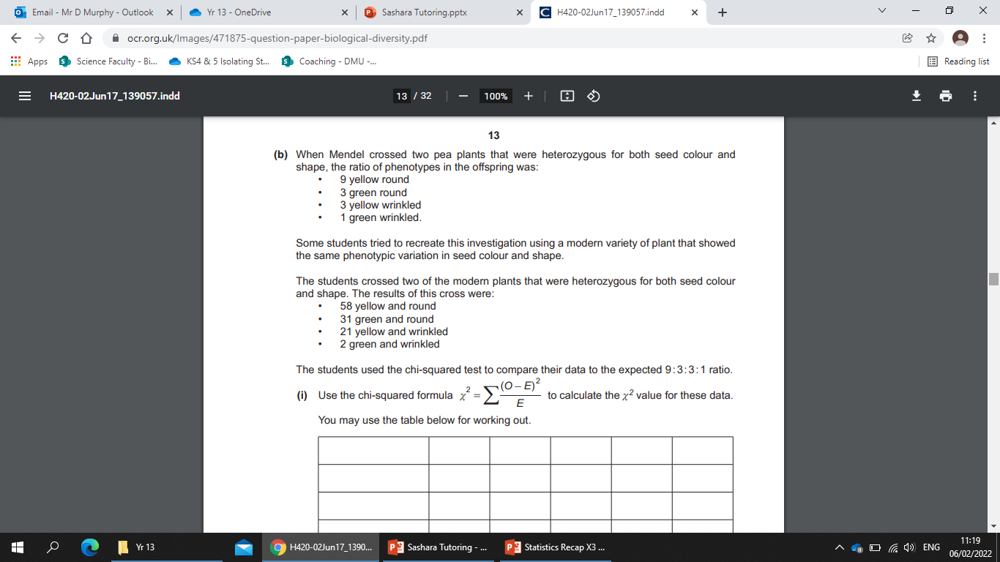 Email - Mr D Murphy - Outlook
Yr 13 - OneDrive
Sashara Tutoring.pptx
H420-02Jun17_139057.indd
ocr.org.uk/Images/471875-question-paper-biological-diversity.pdf
Apps
Science Faculty - Bi...
KS4 & 5 Isolating St...
Coaching - DMU -...
Reading list
H420-02Jun17_139057.indd
13 / 32
100%
13
(b) When Mendel crossed two pea plants that were heterozygous for both seed colour and
shape, the ratio of phenotypes in the offspring was:
• 9 yellow round
• 3 green round
• 3 yellow wrinkled
• 1 green wrinkled.
Some students tried to recreate this investigation using a modern variety of plant that showed
the same phenotypic variation in seed colour and shape.
The students crossed two of the modern plants that were heterozygous for both seed colour
and shape. The results of this cross were:
• 58 yellow and round
• 31 green and round
• 21 yellow and wrinkled
• 2 green and wrinkled
The students used the chi-squared test to compare their data to the expected 9:3:3:1 ratio.
(i) Use the chi-squared formula χ² = ∑ (O – E)² / E to calculate the χ² value for these data.
You may use the table below for working out.
Yr 13
H420-02Jun17_1390...
Sashara Tutoring - ...
Statistics Recap X3 ...
ENG
11:19
06/02/2022